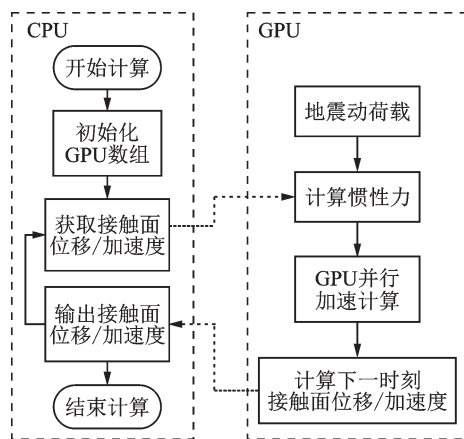 CPU
开始计算
初始化
GPU数组
获取接触面
位移/加速度
输出接触面
位移/加速度
结束计算
GPU
地震动荷载
计算惯性力
GPU并行
加速计算
计算下一时刻
接触面位移/加速度